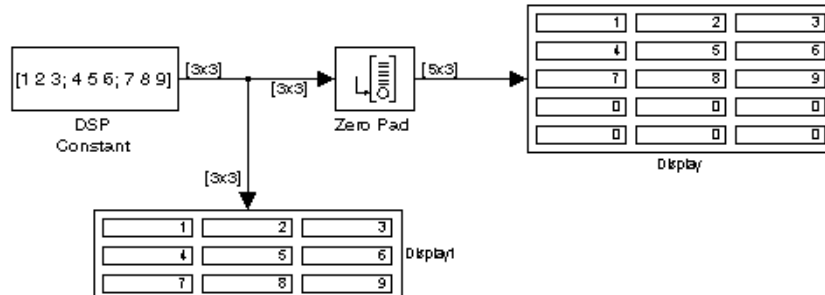 1 2 3
[1 2 3; 4 5 6; 7 8 9] [3x3] [3x3] [5x3] 4 5 6
7 8 9
0 0 0
0 0 0
DSP
Constant
Zero Pad
Display
[3x3]
1 2 3
4 5 6
7 8 9
Display1